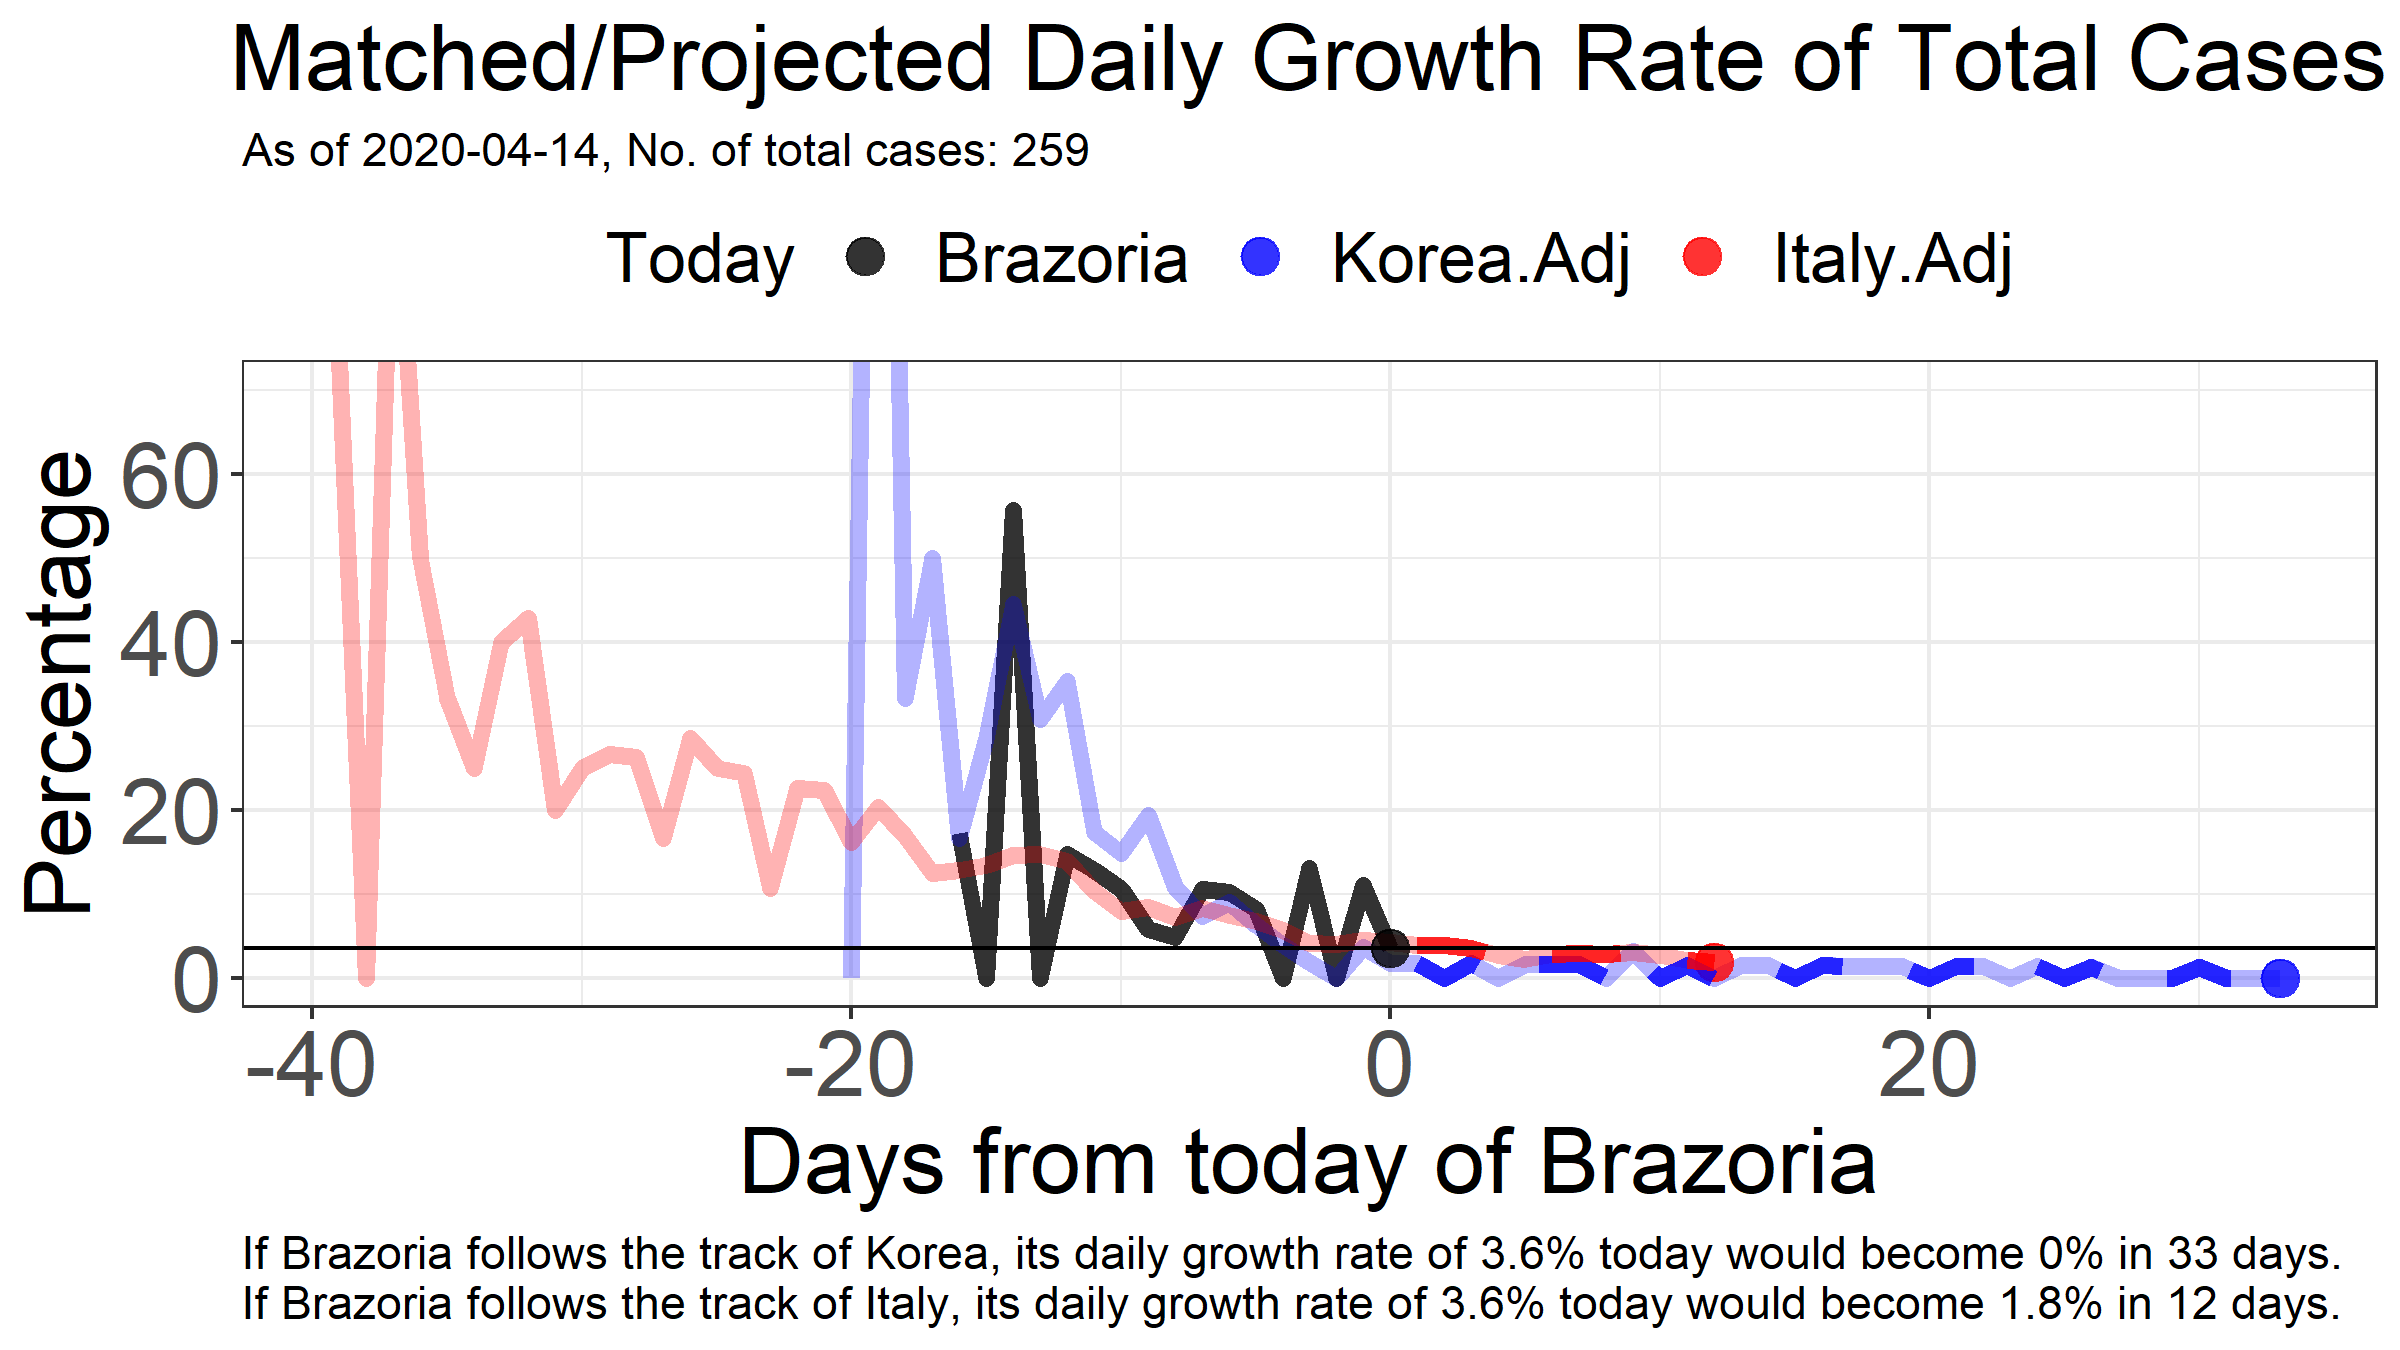 Matched/Projected Daily Growth Rate of Total Cases
As of 2020-04-14, No. of total cases: 259
Today Brazoria Korea.Adj Italy.Adj
Percentage
60
40
20
0
-40 -20 0 20
Days from today of Brazoria
If Brazoria follows the track of Korea, its daily growth rate of 3.6% today would become 0% in 33 days.
If Brazoria follows the track of Italy, its daily growth rate of 3.6% today would become 1.8% in 12 days.